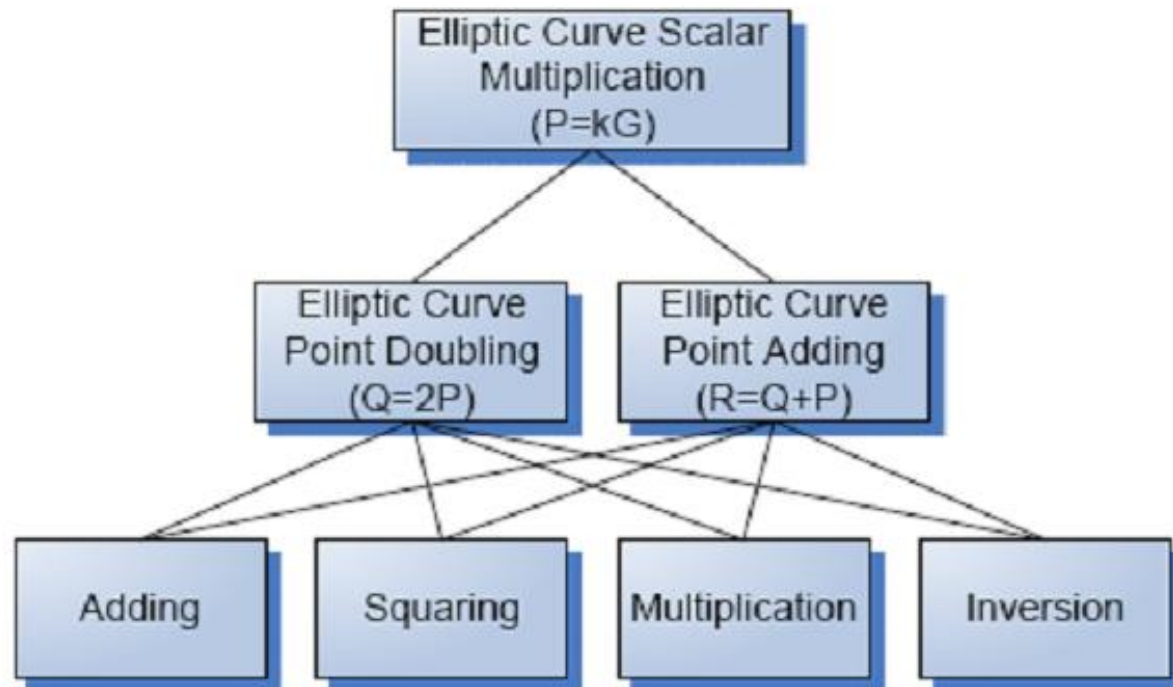 Elliptic Curve Scalar
Multiplication
(P=kG)
Elliptic Curve
Point Doubling
(Q=2P)
Elliptic Curve
Point Adding
(R=Q+P)
Adding
Squaring
Multiplication
Inversion